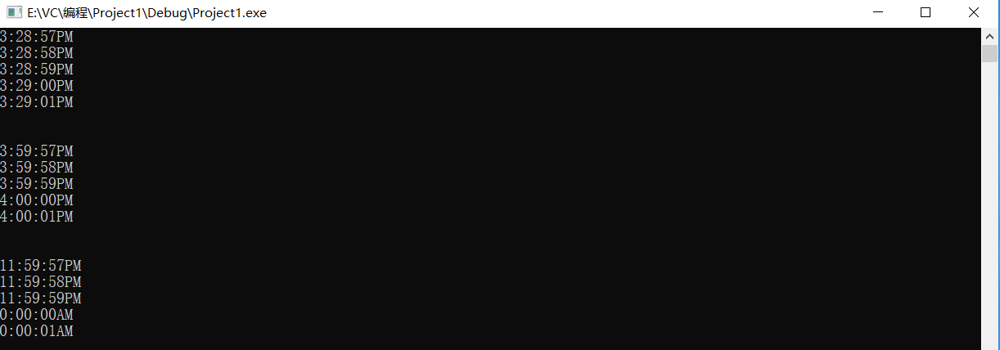 E:\VC\编程\Project1\Debug\Project1.exe
3:28:57PM
3:28:58PM
3:28:59PM
3:29:00PM
3:29:01PM
3:59:57PM
3:59:58PM
3:59:59PM
4:00:00PM
4:00:01PM
11:59:57PM
11:59:58PM
11:59:59PM
0:00:00AM
0:00:01AM